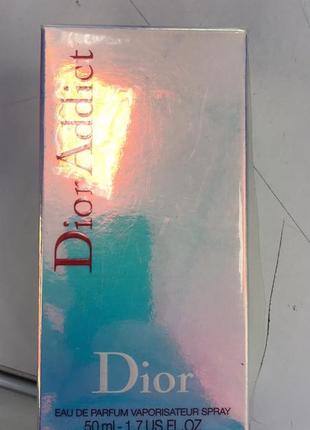 Dior Addict
Dior
EAU DE PARFUM VAPORISATEUR SPRAY
50 ml - 1.7 US FL. OZ